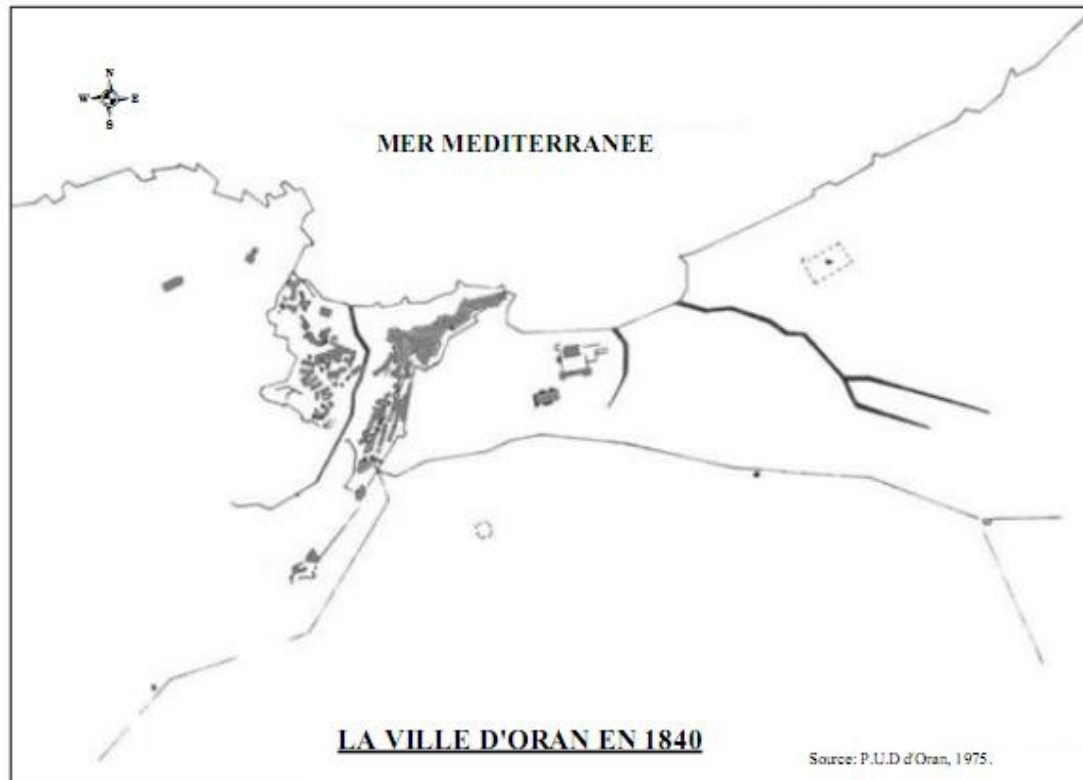 N
W E
S
MER MEDITERRANEE
LA VILLE D'ORAN EN 1840
Source: P.U.D d'Oran, 1975.